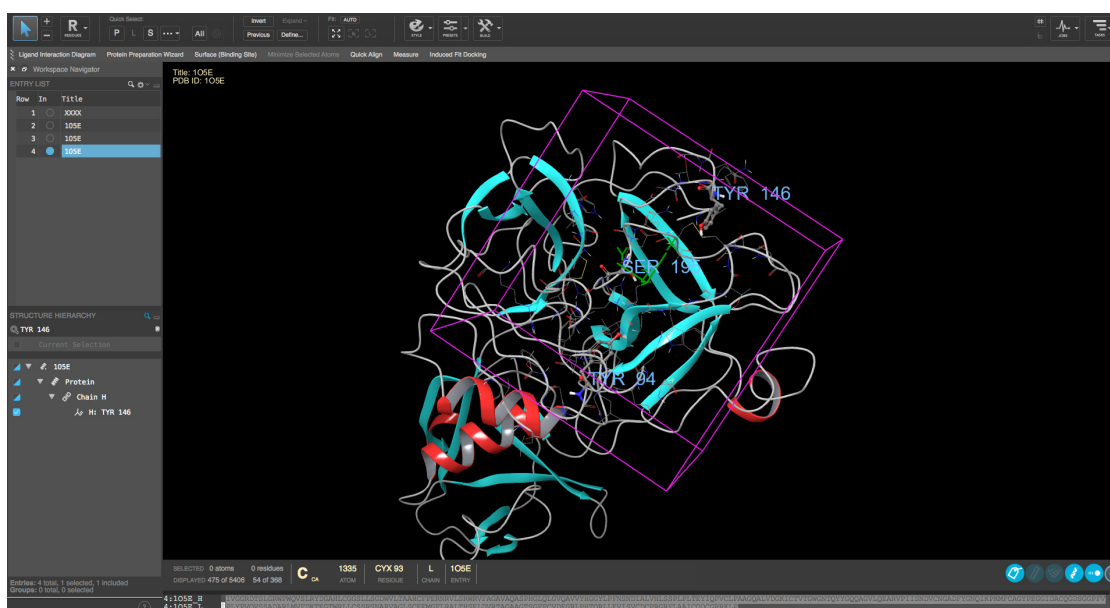 Quick Select:
Invert
Expand
Fit:
AUTO
R
RESIDUES
P L S ... All
Previous
Define...
STYLE
PRESETS
BUILD
JOBS
TASKS
Ligand Interaction Diagram Protein Preparation Wizard Surface (Binding Site) Minimize Selected Atoms Quick Align Measure Induced Fit Docking
Workspace Navigator
ENTRY LIST
Row In Title
1 XXXX
2 1O5E
3 1O5E
4 1O5E
Title: 1O5E
PDB ID: 1O5E
TYR 146
SER 19
TYR 94
STRUCTURE HIERARCHY
TYR 146
Current Selection
1O5E
Protein
Chain H
H: TYR 146
Entries: 4 total, 1 selected, 1 included
Groups: 0 total, 0 selected
SELECTED 0 atoms 0 residues
DISPLAYED 475 of 5406 54 of 368
C CA
1335 CYX 93 L 1O5E
ATOM RESIDUE CHAIN ENTRY
4:1O5E_H
4:1O5E_L